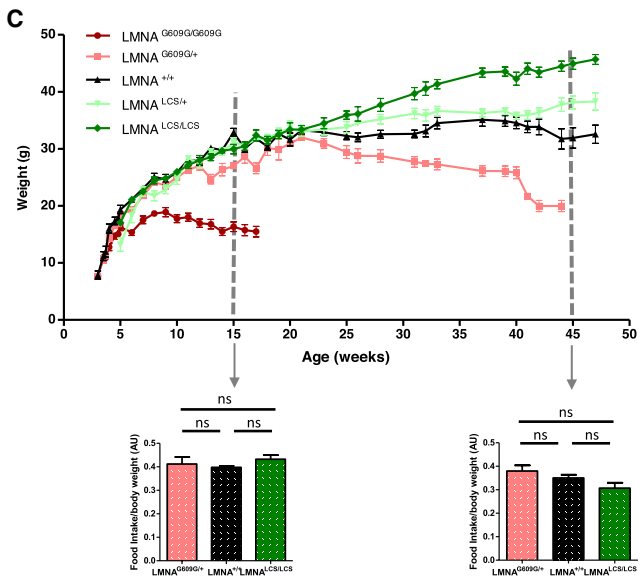 C
LMNA G609G/G609G
LMNA G609G/+
LMNA +/+
LMNA LCS/+
LMNA LCS/LCS
Weight (g)
50
40
30
20
10
0
0 5 10 15 20 25 30 35 40 45 50
Age (weeks)
ns
ns ns
Food Intake/body weight (AU)
0.5
0.4
0.3
0.2
0.1
0.0
LMNA G609G/+ LMNA +/+ LMNA LCS/LCS
ns
ns ns
Food Intake/body weight (AU)
0.5
0.4
0.3
0.2
0.1
0.0
LMNA G609G/+ LMNA +/+ LMNA LCS/LCS